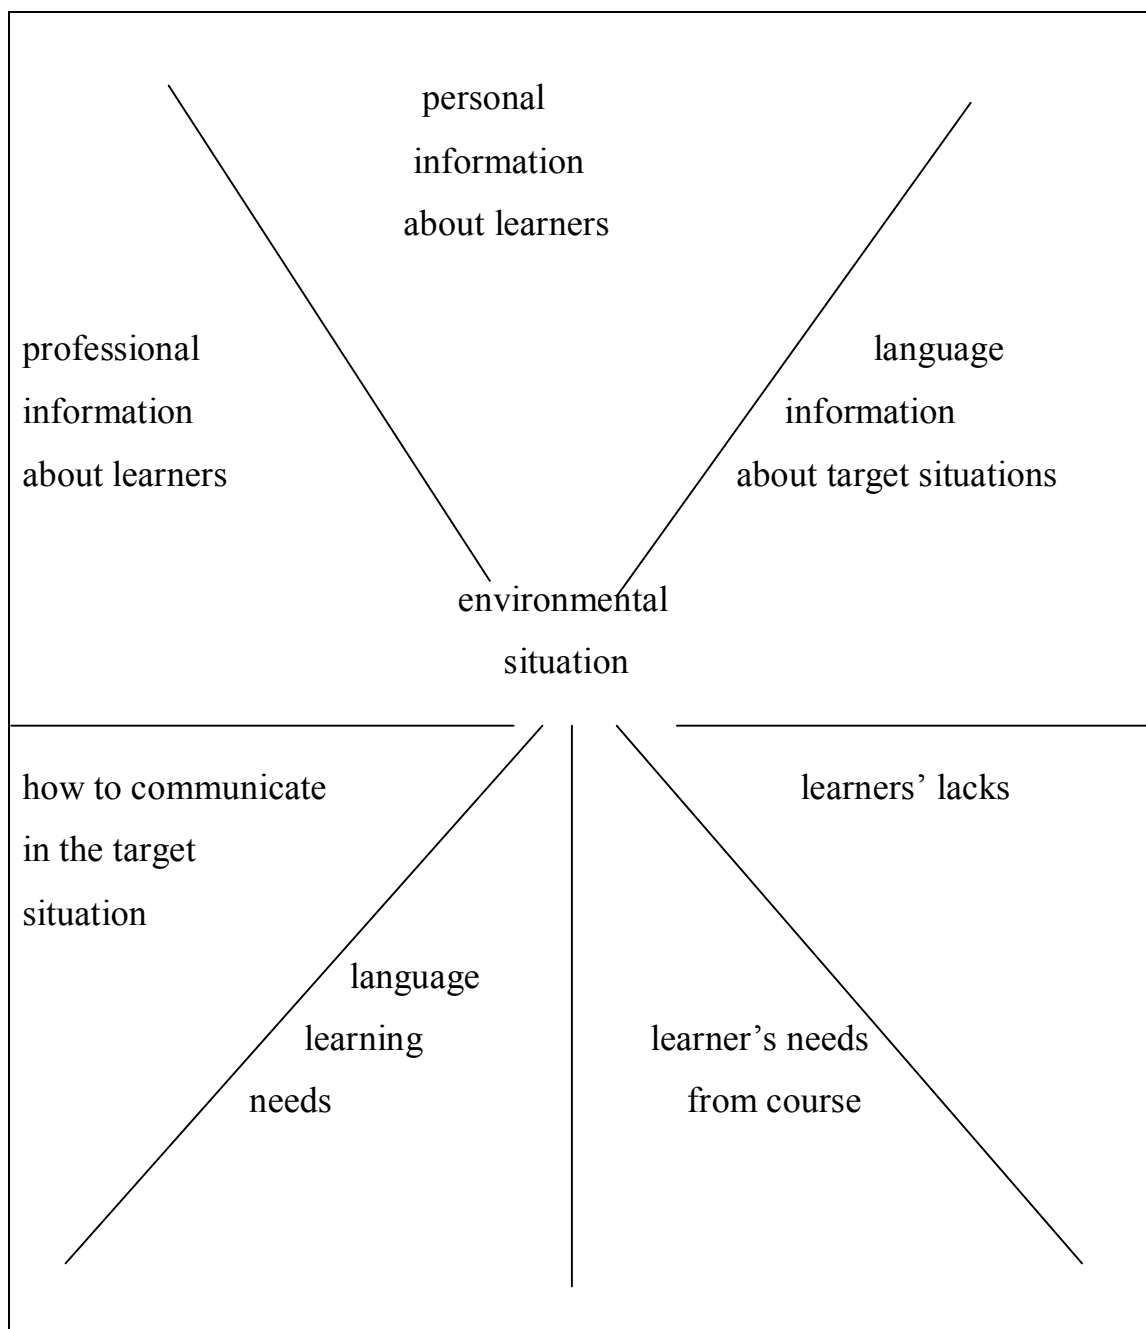 personal
information
about learners
professional
information
about learners
language
information
about target situations
environmental
situation
how to communicate
in the target
situation
language
learning
needs
learner’s needs
from course
learners’ lacks